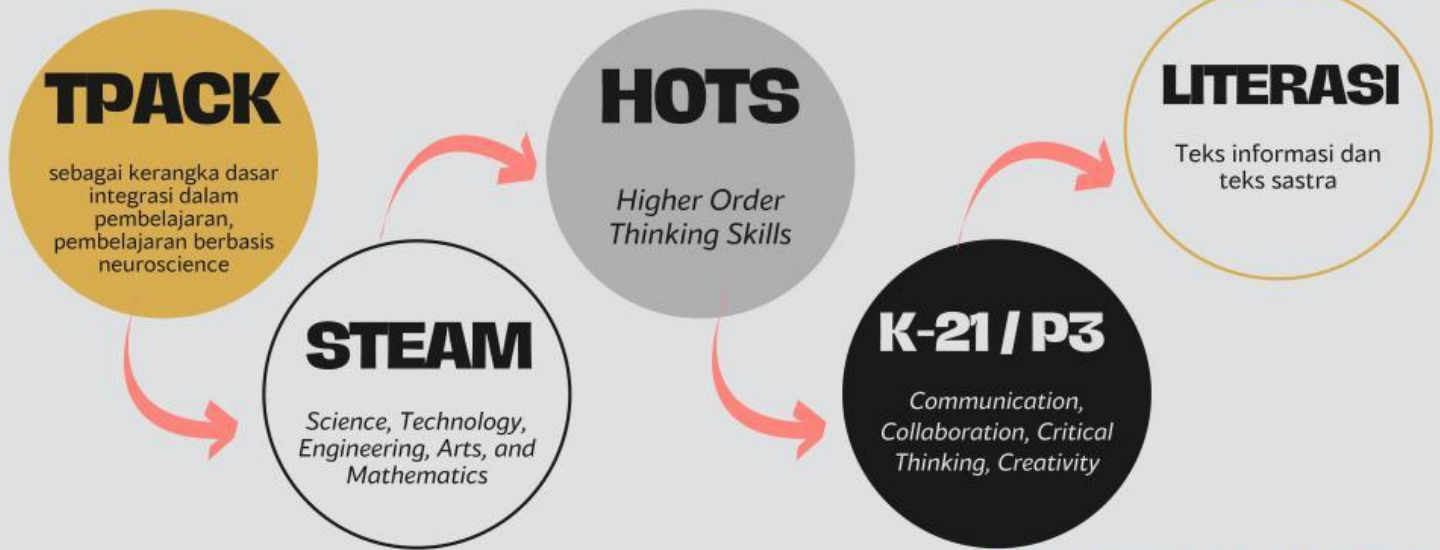 TPACK
sebagai kerangka dasar
integrasi dalam
pembelajaran,
pembelajaran berbasis
neuroscience
STEAM
Science, Technology,
Engineering, Arts, and
Mathematics
HOTS
Higher Order
Thinking Skills
K-21 / P3
Communication,
Collaboration, Critical
Thinking, Creativity
LITERASI
Teks informasi dan
teks sastra